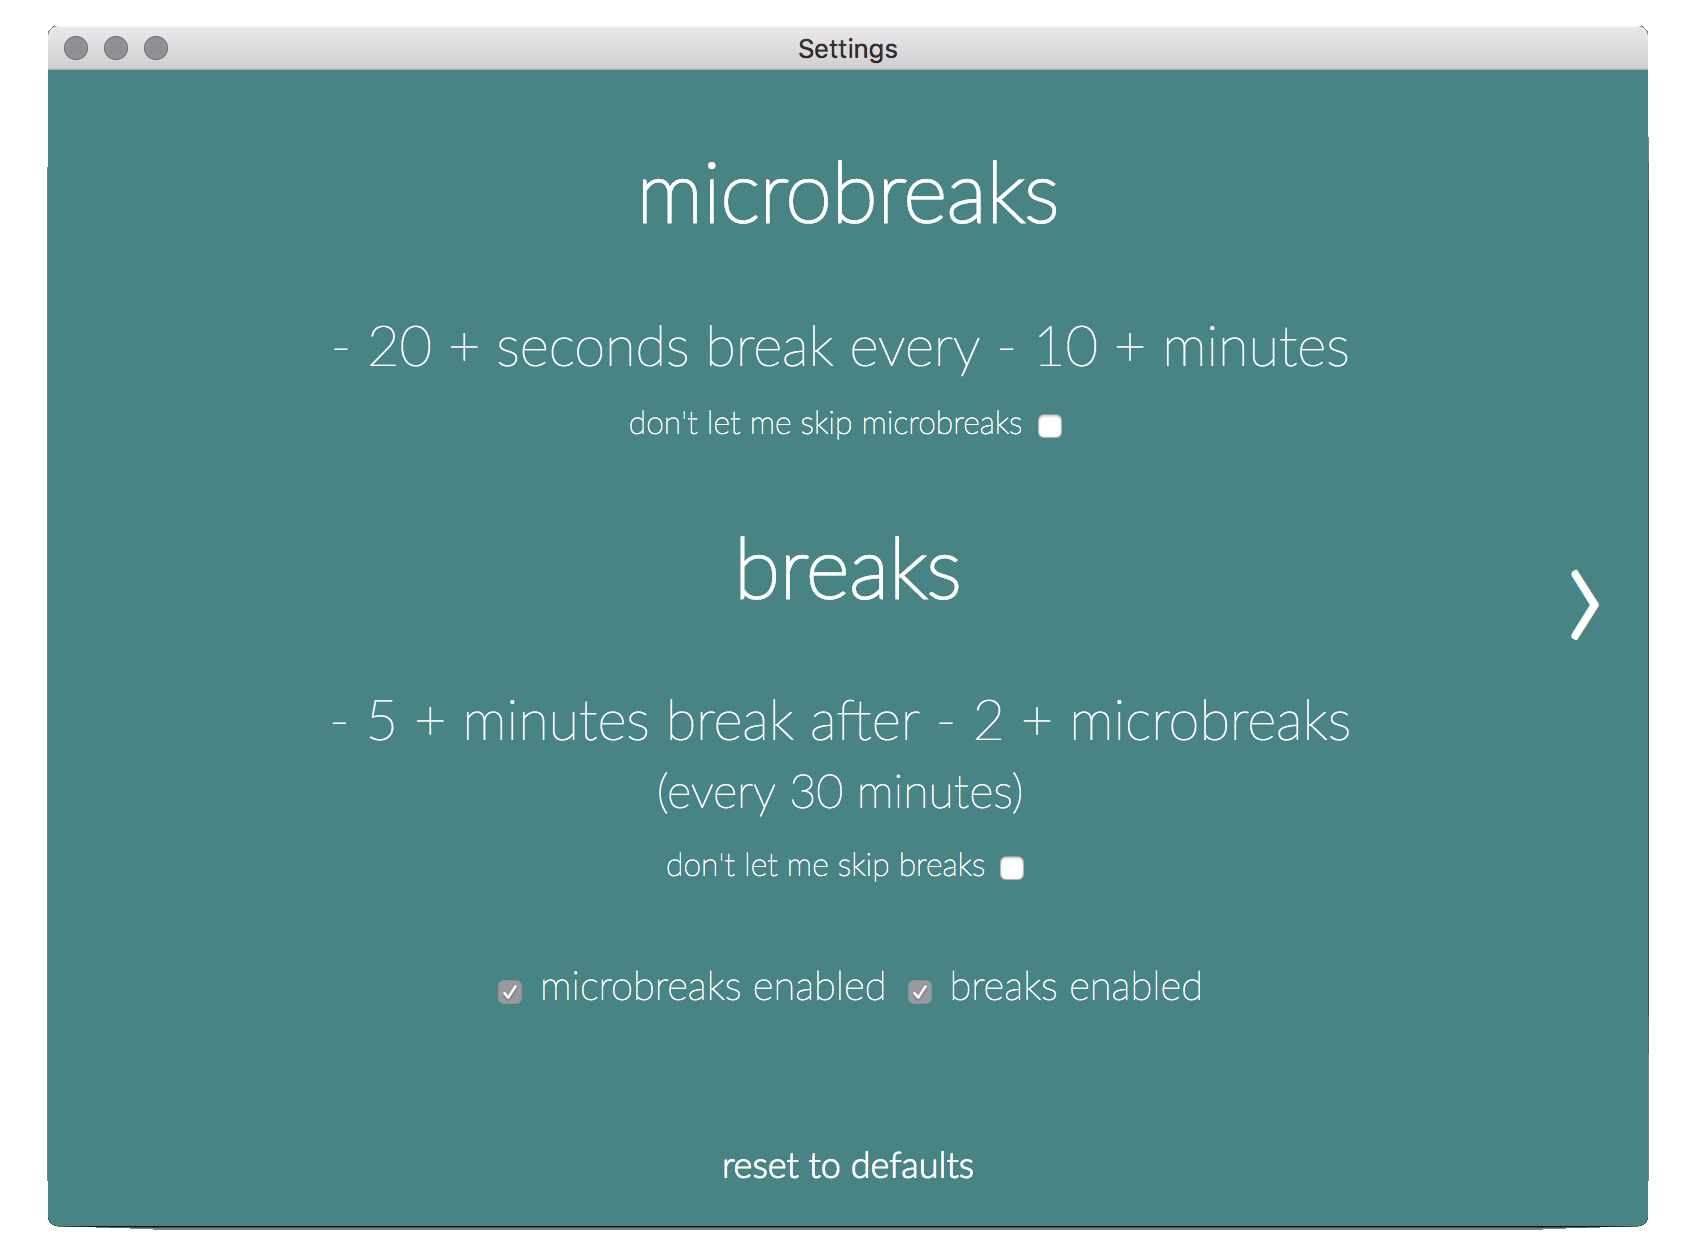 Settings
microbreaks
- 20 + seconds break every - 10 + minutes
don't let me skip microbreaks
breaks
- 5 + minutes break after - 2 + microbreaks
(every 30 minutes)
don't let me skip breaks
microbreaks enabled breaks enabled
reset to defaults